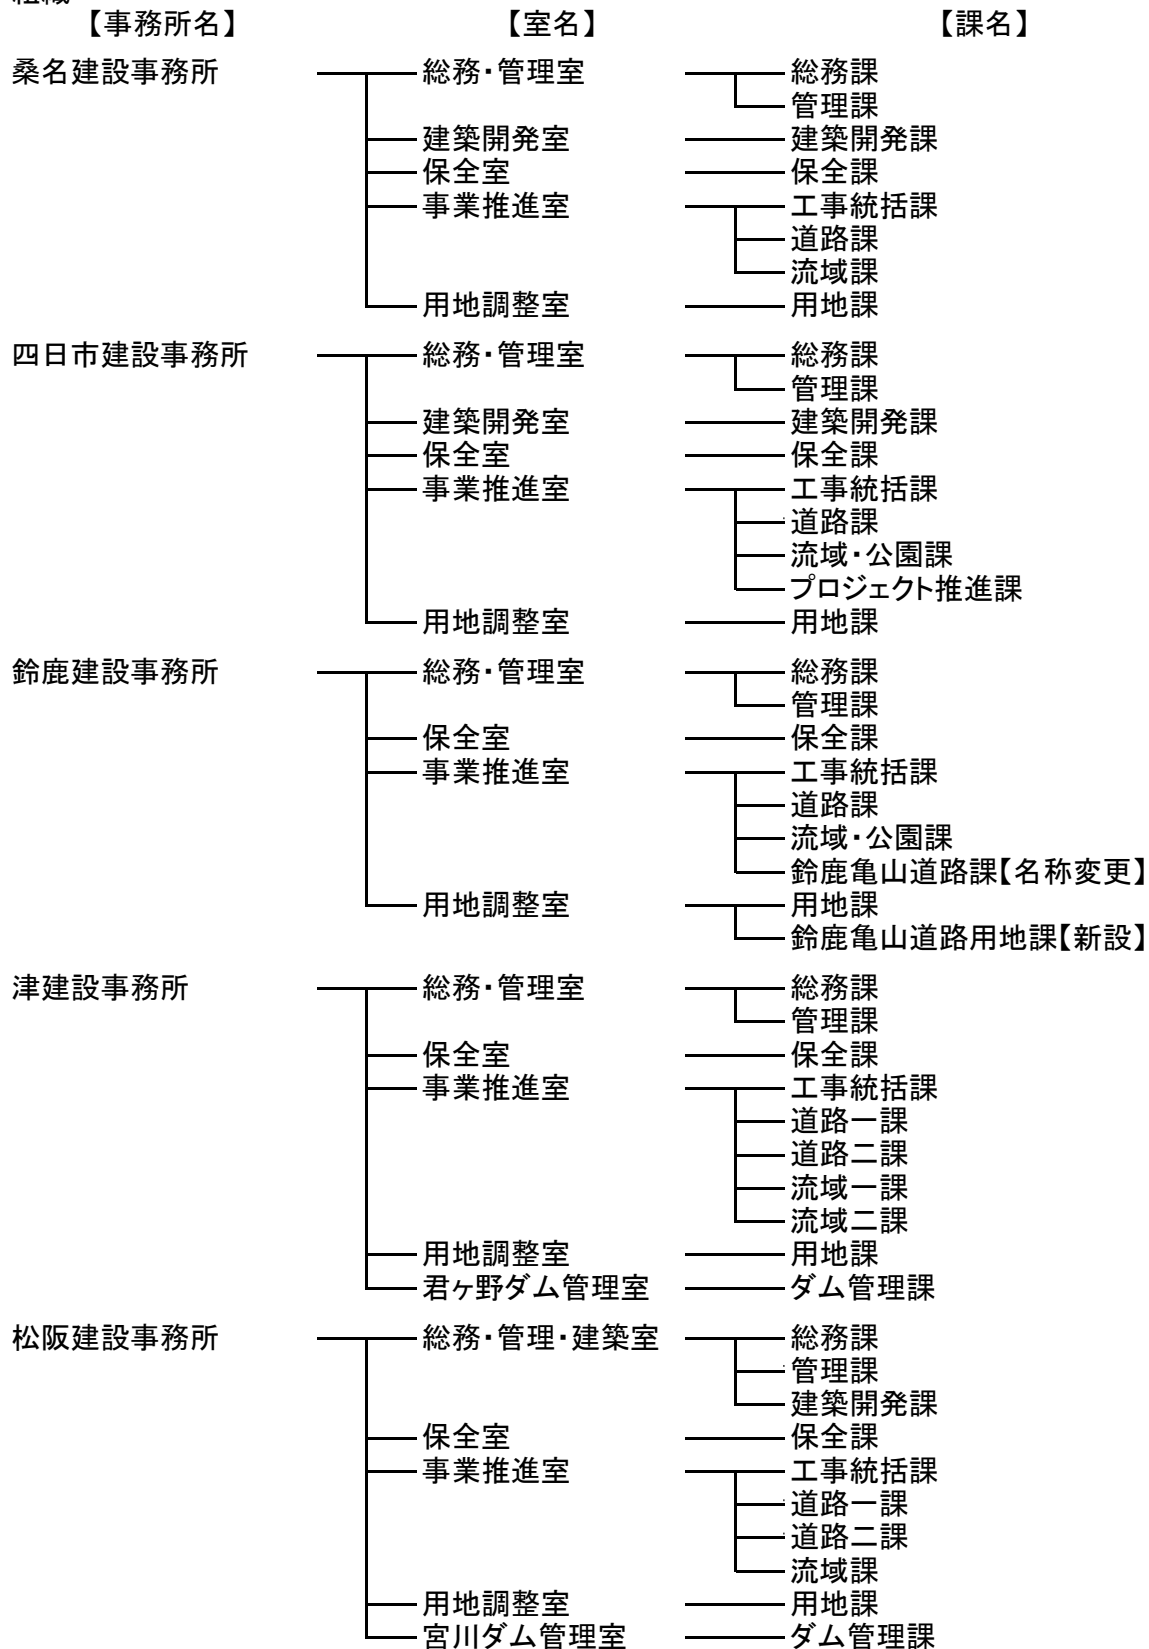 【事務所名】 【室名】 【課名】
桑名建設事務所 総務・管理室 総務課
管理課
建築開発室 建築開発課
保全室 保全課
事業推進室 工事統括課
道路課
流域課
用地調整室 用地課
四日市建設事務所 総務・管理室 総務課
管理課
建築開発室 建築開発課
保全室 保全課
事業推進室 工事統括課
道路課
流域・公園課
プロジェクト推進課
用地調整室 用地課
鈴鹿建設事務所 総務・管理室 総務課
管理課
保全室 保全課
事業推進室 工事統括課
道路課
流域・公園課
鈴鹿亀山道路課【名称変更】
用地調整室 用地課
鈴鹿亀山道路用地課【新設】
津建設事務所 総務・管理室 総務課
管理課
保全室 保全課
事業推進室 工事統括課
道路一課
道路二課
流域一課
流域二課
用地調整室 用地課
君ヶ野ダム管理室 ダム管理課
松阪建設事務所 総務・管理・建築室 総務課
管理課
建築開発課
保全室 保全課
事業推進室 工事統括課
道路一課
道路二課
流域課
用地調整室 用地課
宮川ダム管理室 ダム管理課